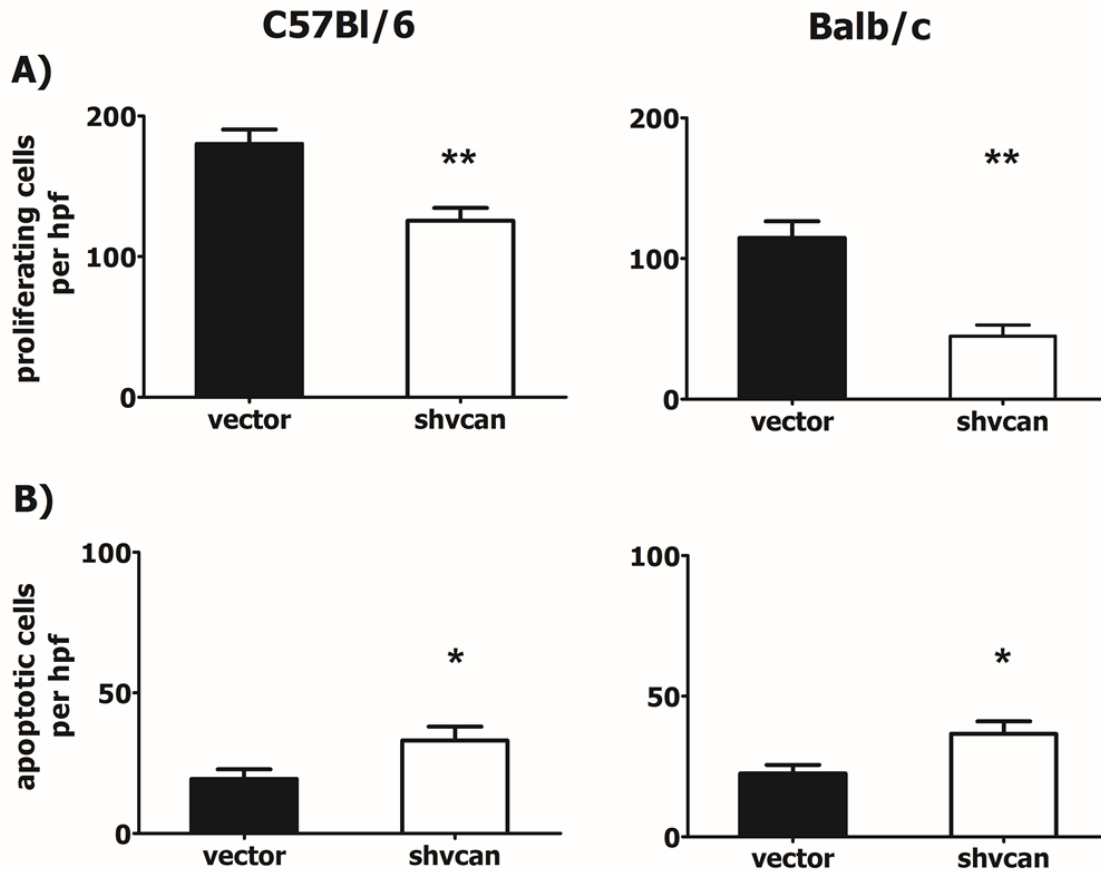 C57Bl/6
Balb/c
A)
proliferating cells
per hpf
200
100
0
**
vector
shvcan
200
100
0
**
vector
shvcan
B)
apoptotic cells
per hpf
100
50
0
*
vector
shvcan
100
50
0
*
vector
shvcan